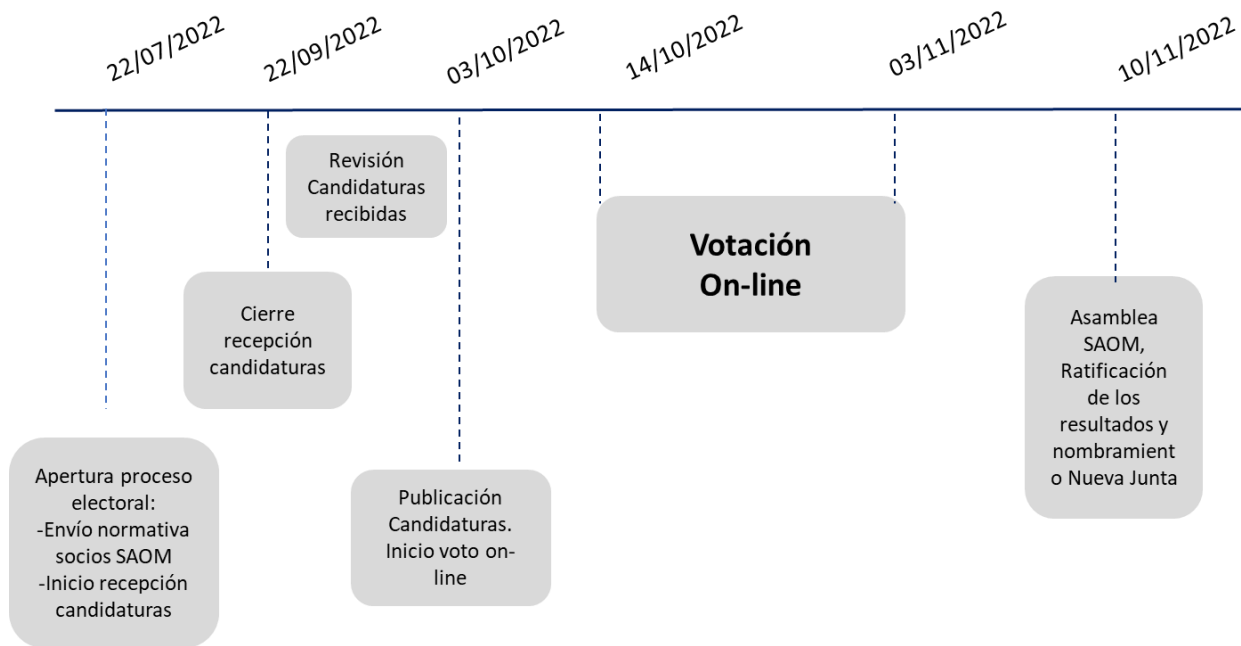 22/07/2022
22/09/2022
03/10/2022
14/10/2022
03/11/2022
10/11/2022
Revisión
Candidaturas
recibidas
Cierre
recepción
candidaturas
Apertura proceso
electoral:
-Envío normativa
socios SAOM
-Inicio recepción
candidaturas
Publicación
Candidaturas.
Inicio voto on-
line
Votación
On-line
Asamblea
SAOM,
Ratificación
de los
resultados y
nombramient
o Nueva Junta